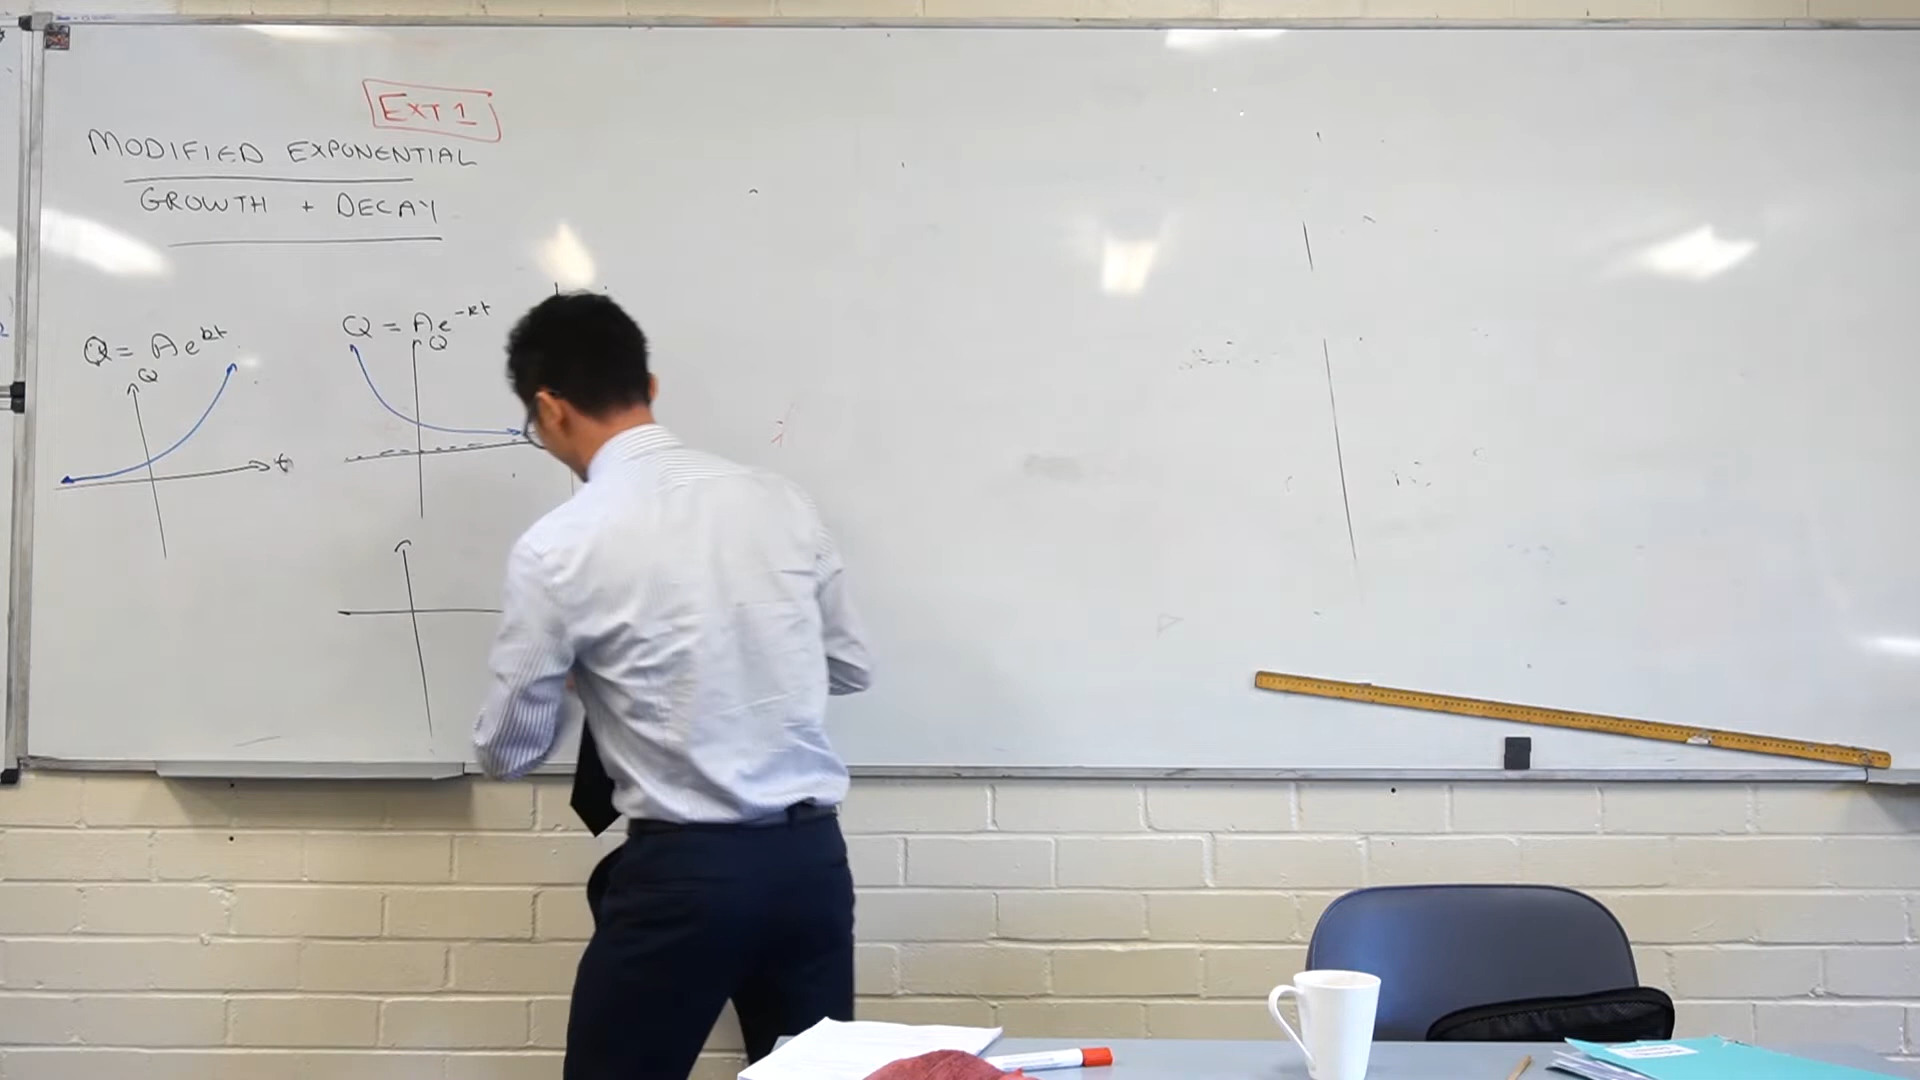 EXT 1
MODIFIED EXPONENTIAL
GROWTH + DECAY
Q = Ae^kt
Q
t
Q = Ae^-kt
Q